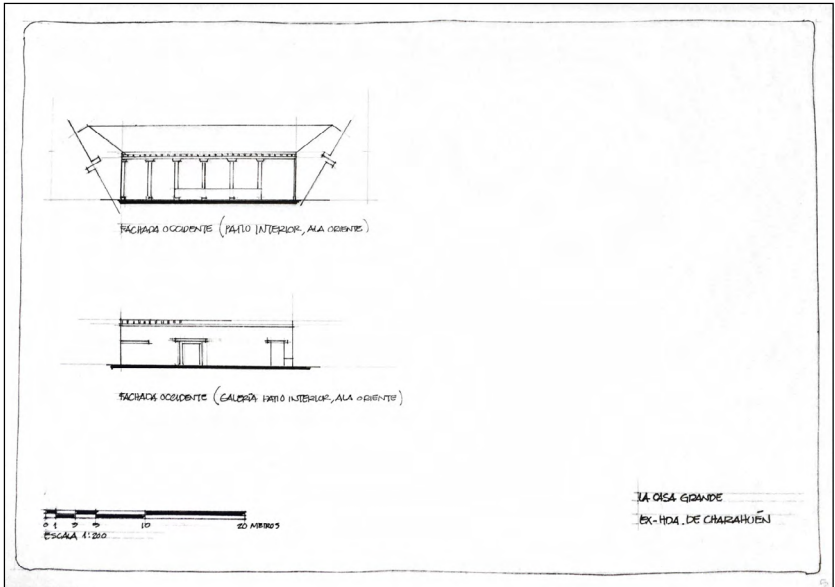 FACHADA OCCIDENTE (PATIO INTERIOR, ALA ORIENTE)
FACHADA OCCIDENTE (GALERÍA PATIO INTERIOR, ALA ORIENTE)
0 1 3 5 10 20 METROS
ESCALA 1:200
LA CASA GRANDE
EX-HDA. DE CHARAHUÉN